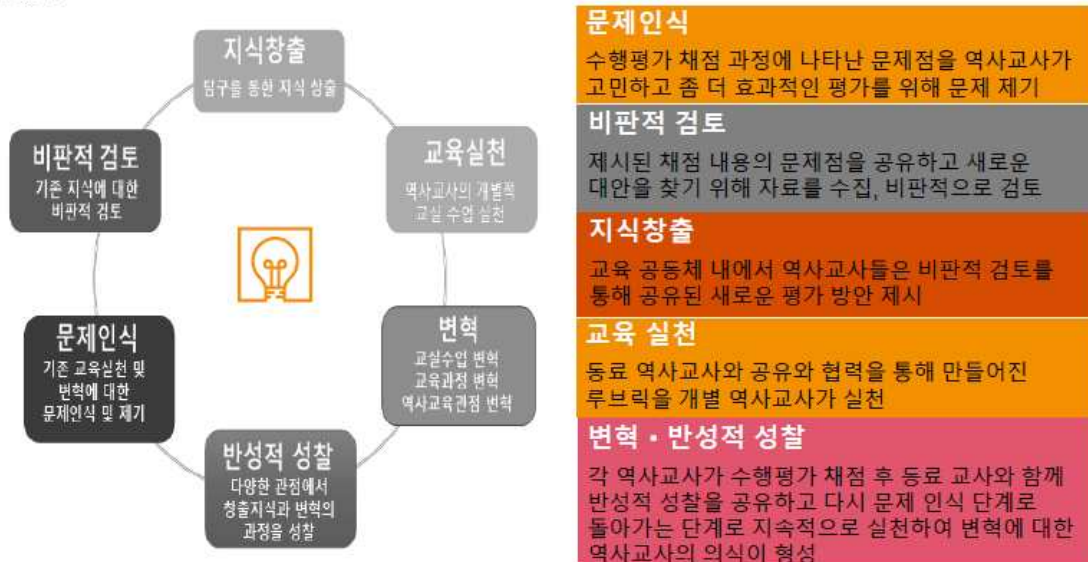 지식창출
탐구를 통한 지식 창출
비판적 검토
기존 지식에 대한
비판적 검토
교육실천
역사교사의 개별적
교실 수업 실천
문제인식
기존 교육실천 및
변혁에 대한
문제인식 및 제기
변혁
교실수업 변혁
교육과정 변혁
역사교육관점 변혁
반성적 성찰
다양한 관점에서
창출지식과 변혁의
과정을 성찰
문제인식
수행평가 채점 과정에 나타난 문제점을 역사교사가
고민하고 좀 더 효과적인 평가를 위해 문제 제기
비판적 검토
제시된 채점 내용의 문제점을 공유하고 새로운
대안을 찾기 위해 자료를 수집, 비판적으로 검토
지식창출
교육 공동체 내에서 역사교사들은 비판적 검토를
통해 공유된 새로운 평가 방안 제시
교육 실천
동료 역사교사와 공유와 협력을 통해 만들어진
루브릭을 개별 역사교사가 실천
변혁・반성적 성찰
각 역사교사가 수행평가 채점 후 동료 교사와 함께
반성적 성찰을 공유하고 다시 문제 인식 단계로
돌아가는 단계로 지속적으로 실천하여 변혁에 대한
역사교사의 의식이 형성